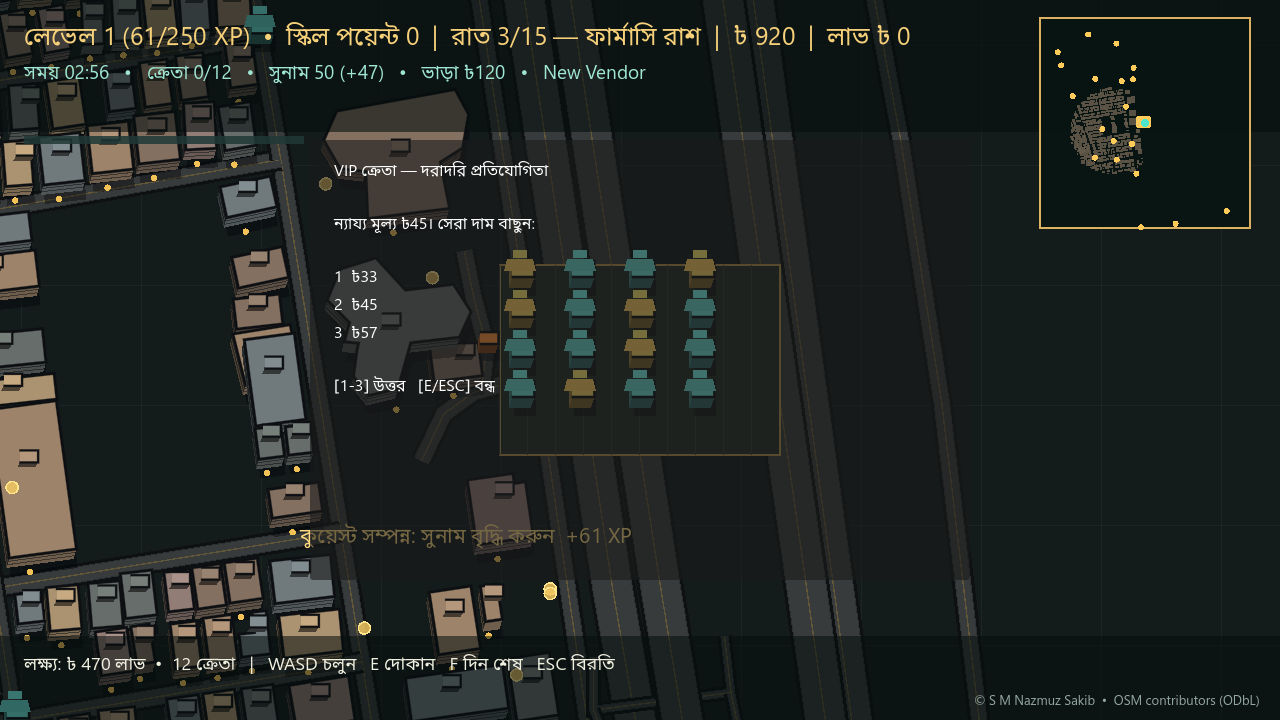 লেভেল 1 (61/250 XP) • স্কিল পয়েন্ট 0 | রাত 3/15 — ফার্মাসি রাশ | ৳ 920 | লাভ ৳ 0
সময় 02:56 • ক্রেতা 0/12 • সুনাম 50 (+47) • ভাড়া ৳120 • New Vendor
VIP ক্রেতা — দরাদরি প্রতিযোগিতা
ন্যায্য মূল্য ৳45। সেরা দাম বাছুন:
1 ৳33
2 ৳45
3 ৳57
[1-3] উত্তর [E/ESC] বন্ধ
কুয়েস্ট সম্পন্ন: সুনাম বৃদ্ধি করুন +61 XP
লক্ষ্য: ৳ 470 লাভ • 12 ক্রেতা | WASD চলুন E দোকান F দিন শেষ ESC বিরতি
© S M Nazmuz Sakib • OSM contributors (ODbL)